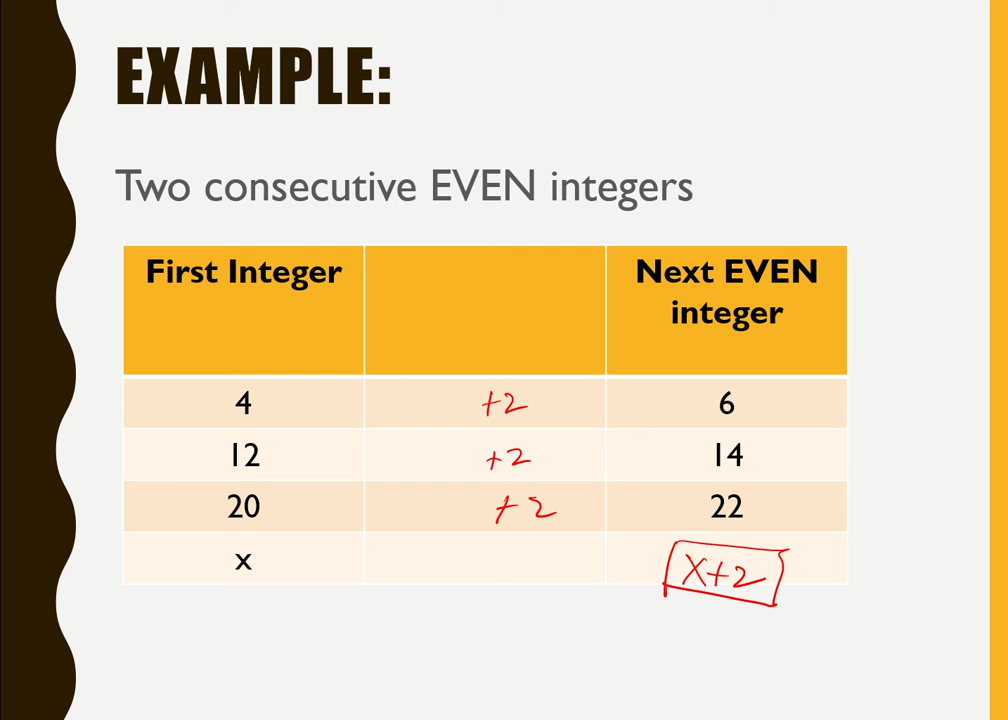 EXAMPLE:
Two consecutive EVEN integers
First Integer Next EVEN
integer
4 +2 6
12 +2 14
20 +2 22
x x+2